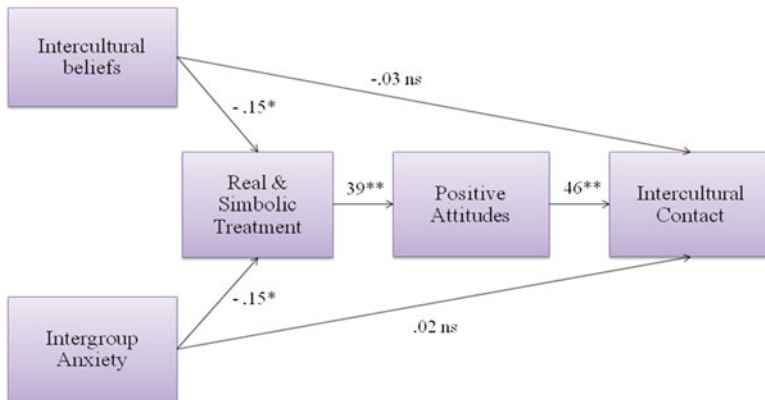 Intercultural
beliefs
-.03 ns
- .15*
Real &
Simbolic
Treatment
39**
Positive
Attitudes
46**
Intercultural
Contact
- .15*
.02 ns
Intergroup
Anxiety